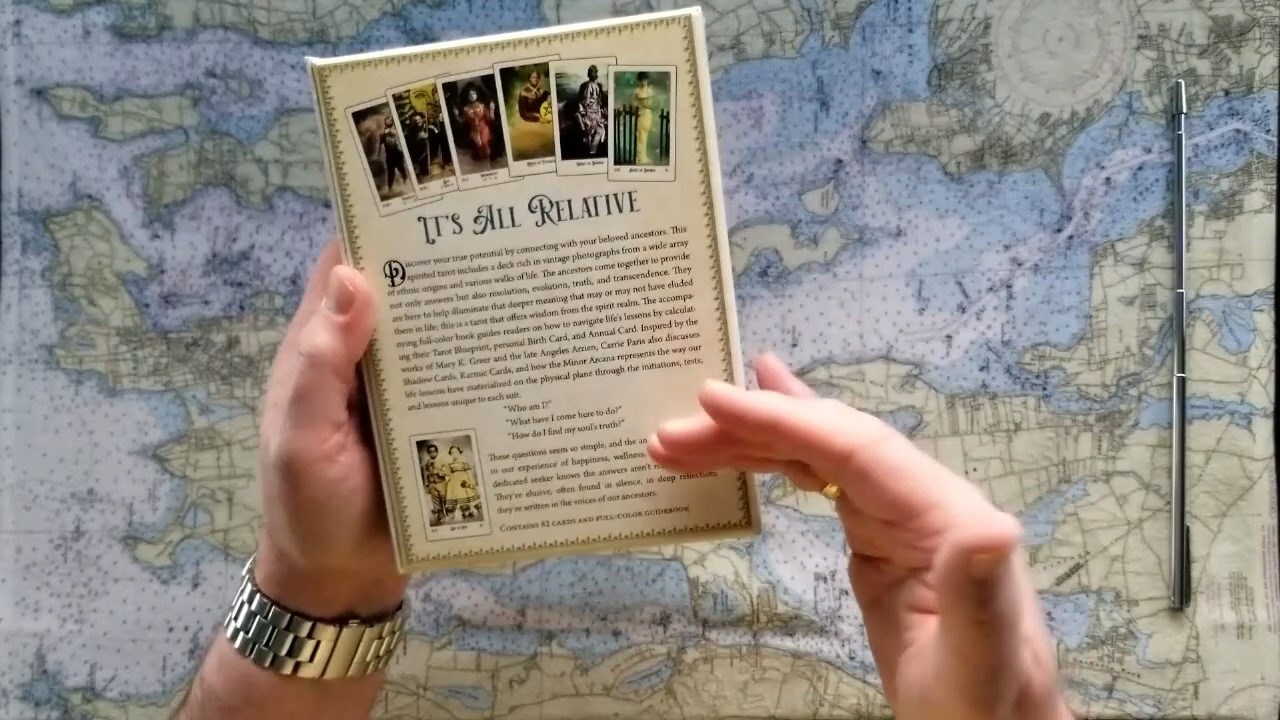 IT'S ALL RELATIVE
Discover your true potential by connecting with your beloved ancestors. This
spirited tarot includes a deck rich in vintage photographs from a wide array
of ethnic origins and various walks of life. The ancestors come together to provide
not only answers but also resolution, evolution, truth, and transcendence. They
are here to help illuminate that deeper meaning that may or may not have eluded
them in life; this is a tarot that offers wisdom from the spirit realm. The accompa-
nying full-color book guides readers on how to navigate life's lessons by calculat-
ing their Tarot Blueprint, personal Birth Card, and Annual Card. Inspired by the
works of Mary K. Greer and the late Angeles Arrien, Carrie Paris also discusses
Shadow Cards, Karmic Cards, and how the Minor Arcana represents the way our
life lessons have materialized on the physical plane through the initiations, tests,
and lessons unique to each suit.
"Who am I?"
"What have I come here to do?"
"How do I find my soul's truth?"
These questions seem so simple, and the
to our experience of happiness, wellness,
dedicated seeker knows the answers aren't
They're elusive, often found in silence, in deep reflection
they're written in the voices of our ancestors.
CONTAINS 82 CARDS AND FULL-COLOR GUIDEBOOK